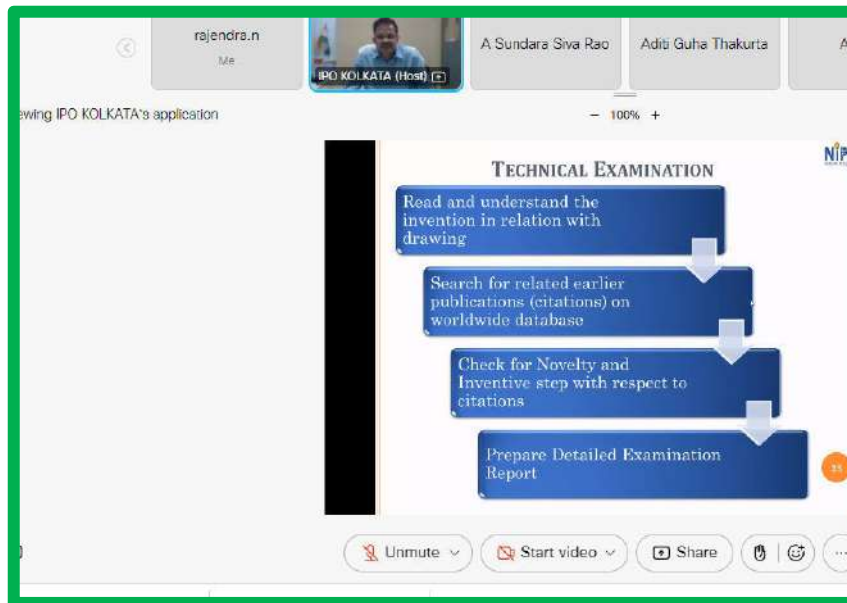 rajendra.n
Me
IPO KOLKATA (Host)
A Sundara Siva Rao
Aditi Guha Thakurta
A
ewing IPO KOLKATA's application
− 100% +
TECHNICAL EXAMINATION
NiP
Read and understand the
invention in relation with
drawing
Search for related earlier
publications (citations) on
worldwide database
Check for Novelty and
Inventive step with respect to
citations
Prepare Detailed Examination
Report
Unmute
Start video
Share